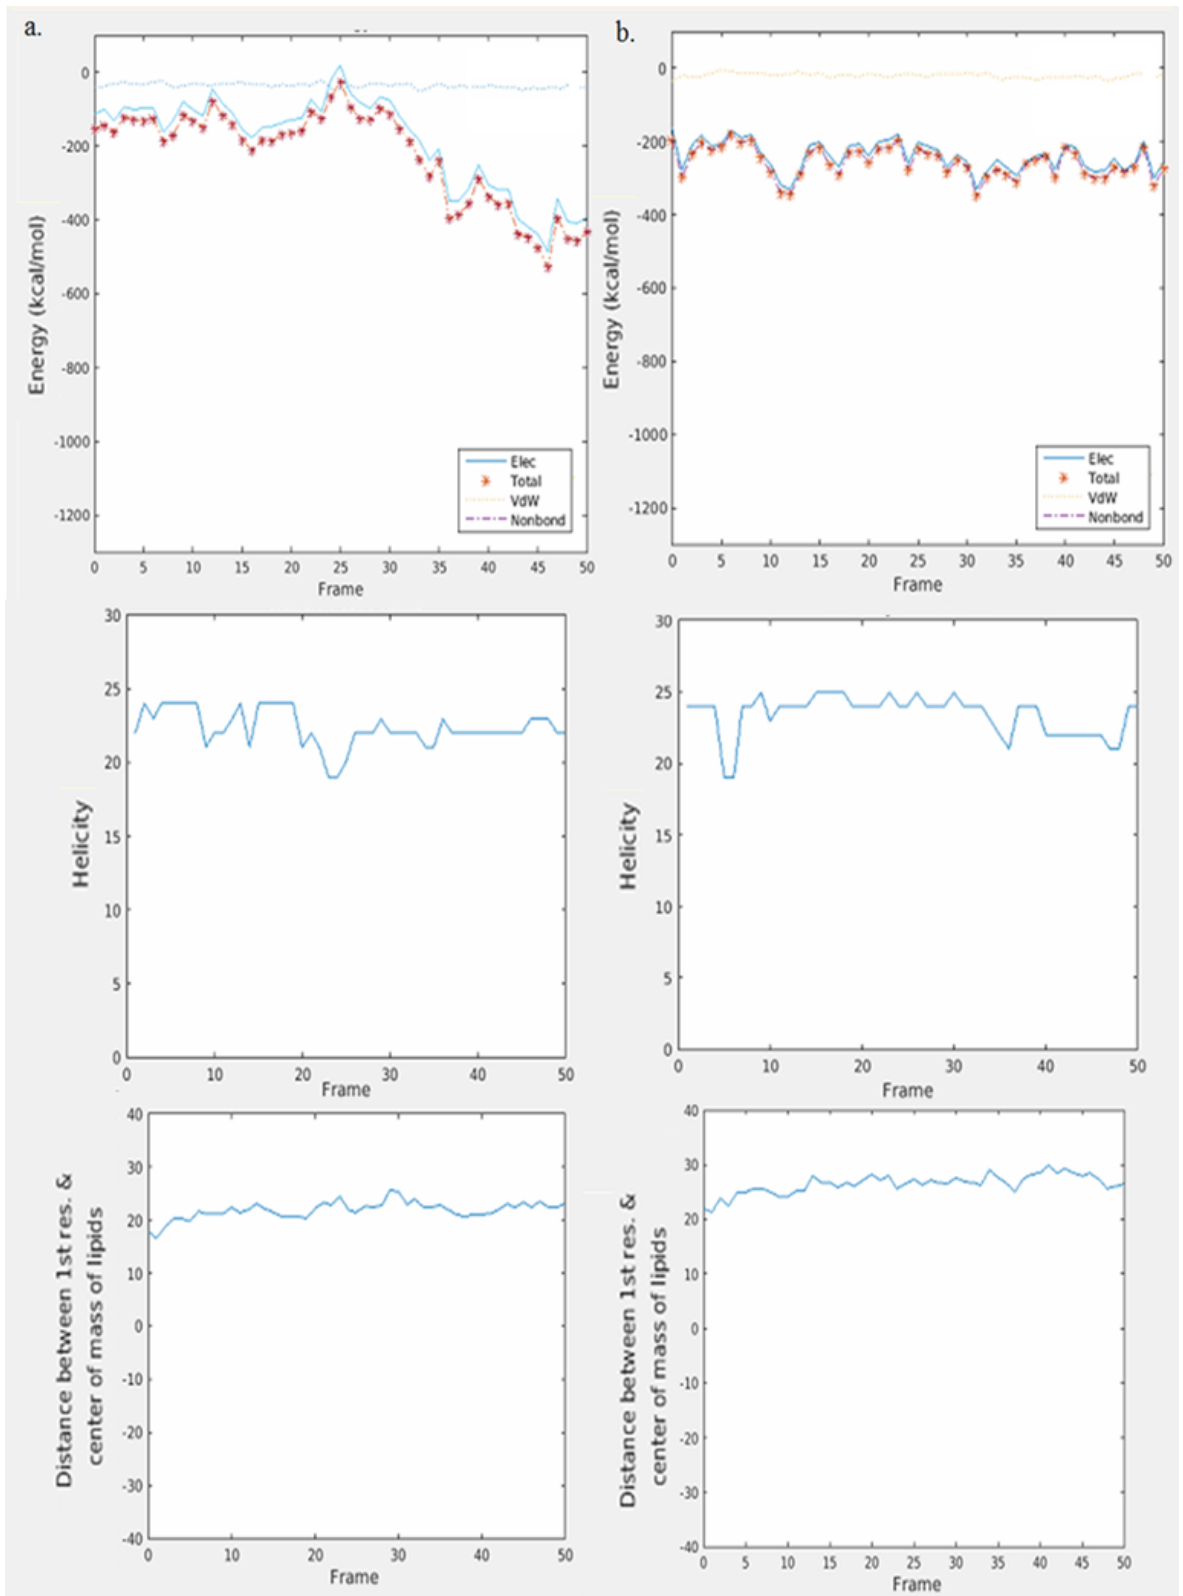 a.
0
-200
-400
-600
-800
-1000
-1200
Energy (kcal/mol)
Elec
Total
VdW
Nonbond
0 5 10 15 20 25 30 35 40 45 50
Frame
b.
0
-200
-400
-600
-800
-1000
-1200
Energy (kcal/mol)
Elec
Total
VdW
Nonbond
0 5 10 15 20 25 30 35 40 45 50
Frame
30
25
20
15
10
5
0
Helicity
0 10 20 30 40 50
Frame
30
25
20
15
10
5
0
Helicity
0 10 20 30 40 50
Frame
40
30
20
10
0
-10
-20
-30
-40
Distance between 1st res. &
center of mass of lipids
0 10 20 30 40 50
Frame
40
30
20
10
0
-10
-20
-30
-40
Distance between 1st res. &
center of mass of lipids
0 5 10 15 20 25 30 35 40 45 50
Frame